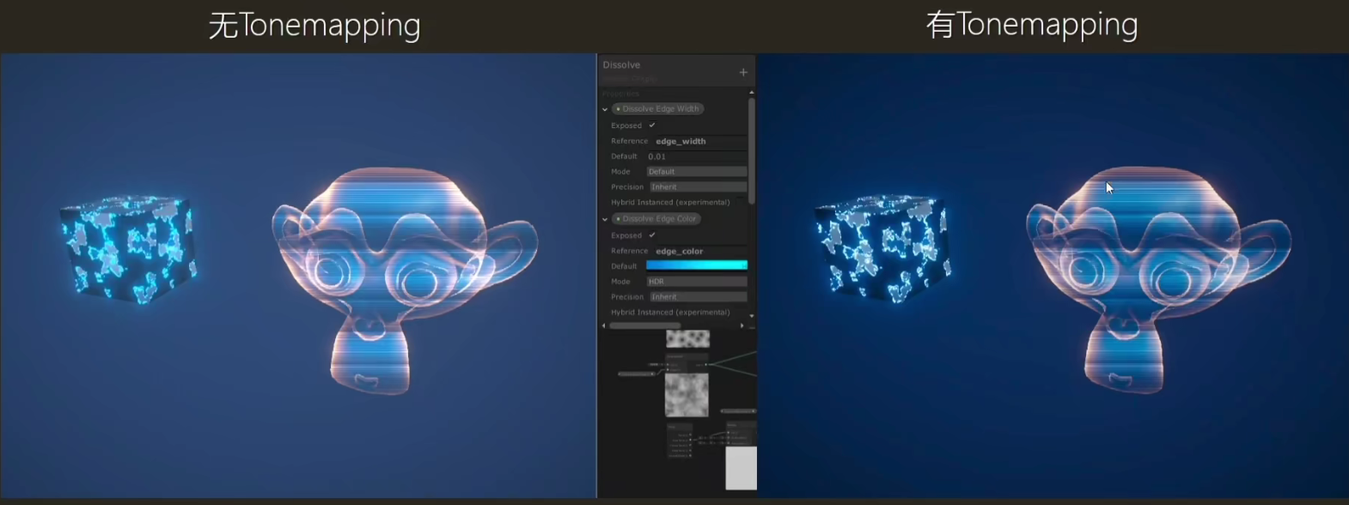 无Tonemapping
有Tonemapping
Dissolve
Dissolve Edge Width
Exposed
Reference edge_width
Default 0.01
Mode Default
Precision Inherit
Hybrid Instanced (experimental)
Dissolve Edge Color
Exposed
Reference edge_color
Default
Mode HDR
Precision Inherit
Hybrid Instanced (experimental)